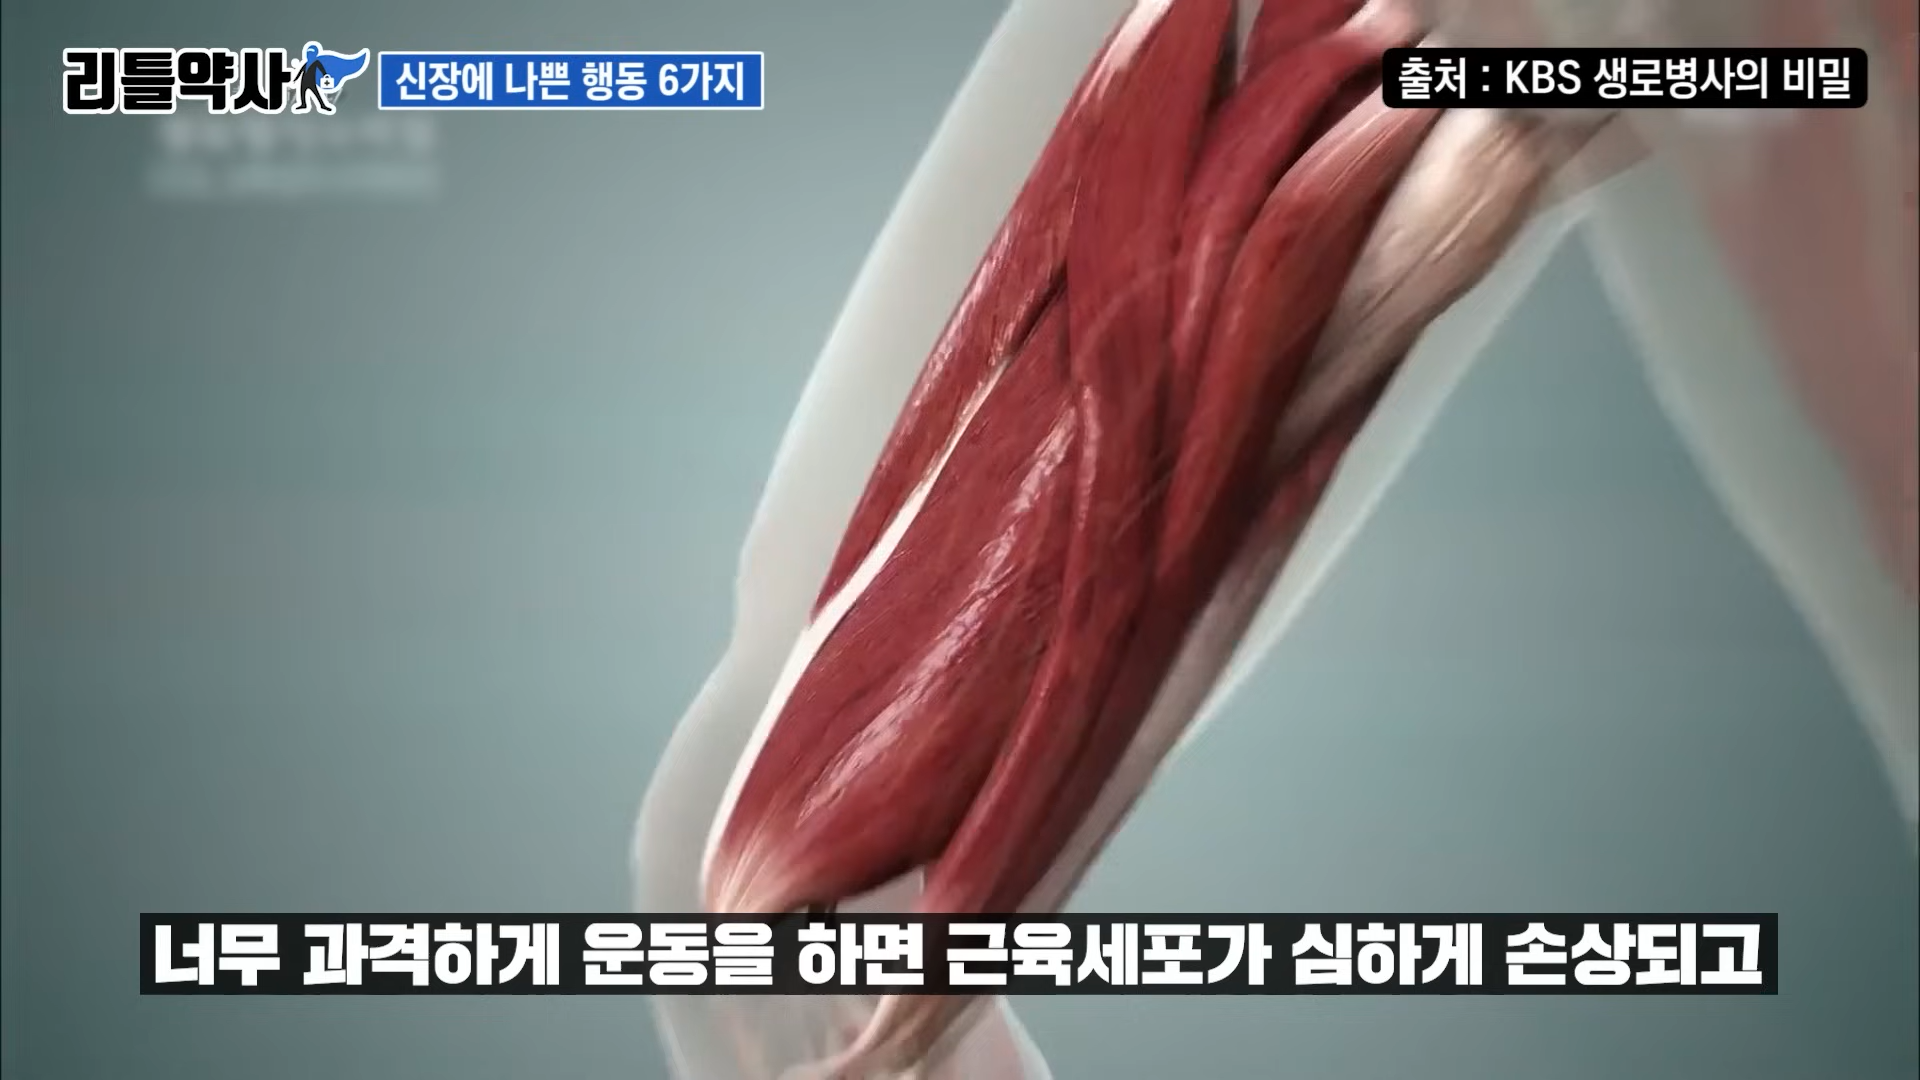 리틀약사
신장에 나쁜 행동 6가지
출처 : KBS 생로병사의 비밀
너무 과격하게 운동을 하면 근육세포가 심하게 손상되고